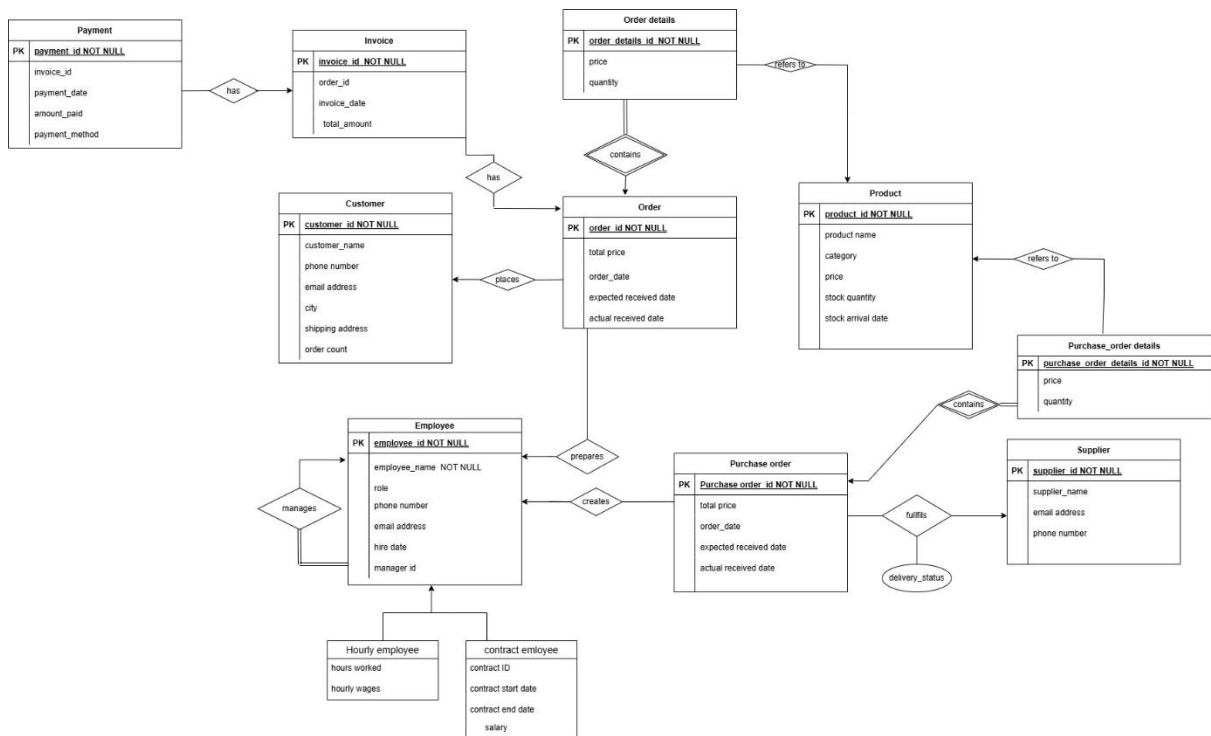 Payment
PK payment_id NOT NULL
invoice_id
payment_date
amount_paid
payment_method
has
Invoice
PK invoice_id NOT NULL
order_id
invoice_date
total_amount
has
Order details
PK order_details_id NOT NULL
price
quantity
refers to
contains
Customer
PK customer_id NOT NULL
customer_name
phone number
email address
city
shipping address
order count
places
Order
PK order_id NOT NULL
total price
order_date
expected received date
actual received date
Product
PK product_id NOT NULL
product name
category
price
stock quantity
stock arrival date
refers to
Purchase_order details
PK purchase_order_details_id NOT NULL
price
quantity
contains
Employee
PK employee_id NOT NULL
employee_name NOT NULL
role
phone number
email address
hire date
manager id
manages
prepares
creates
Purchase order
PK Purchase order_id NOT NULL
total price
order_date
expected received date
actual received date
fullfils
delivery_status
Supplier
PK supplier_id NOT NULL
supplier_name
email address
phone number
Hourly employee
hours worked
hourly wages
contract emloyee
contract ID
contract start date
contract end date
salary